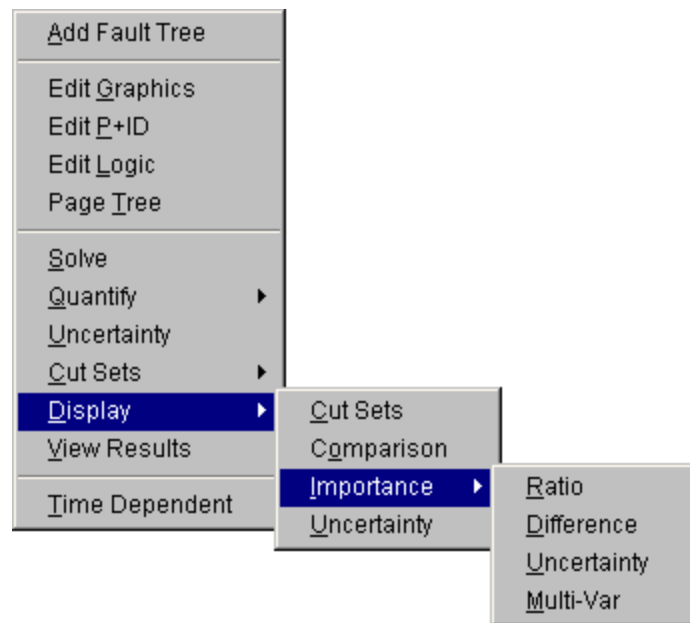 Add Fault Tree
Edit Graphics
Edit P+ID
Edit Logic
Page Tree
Solve
Quantify
Uncertainty
Cut Sets
Display
View Results
Time Dependent
Cut Sets
Comparison
Importance
Uncertainty
Ratio
Difference
Uncertainty
Multi-Var